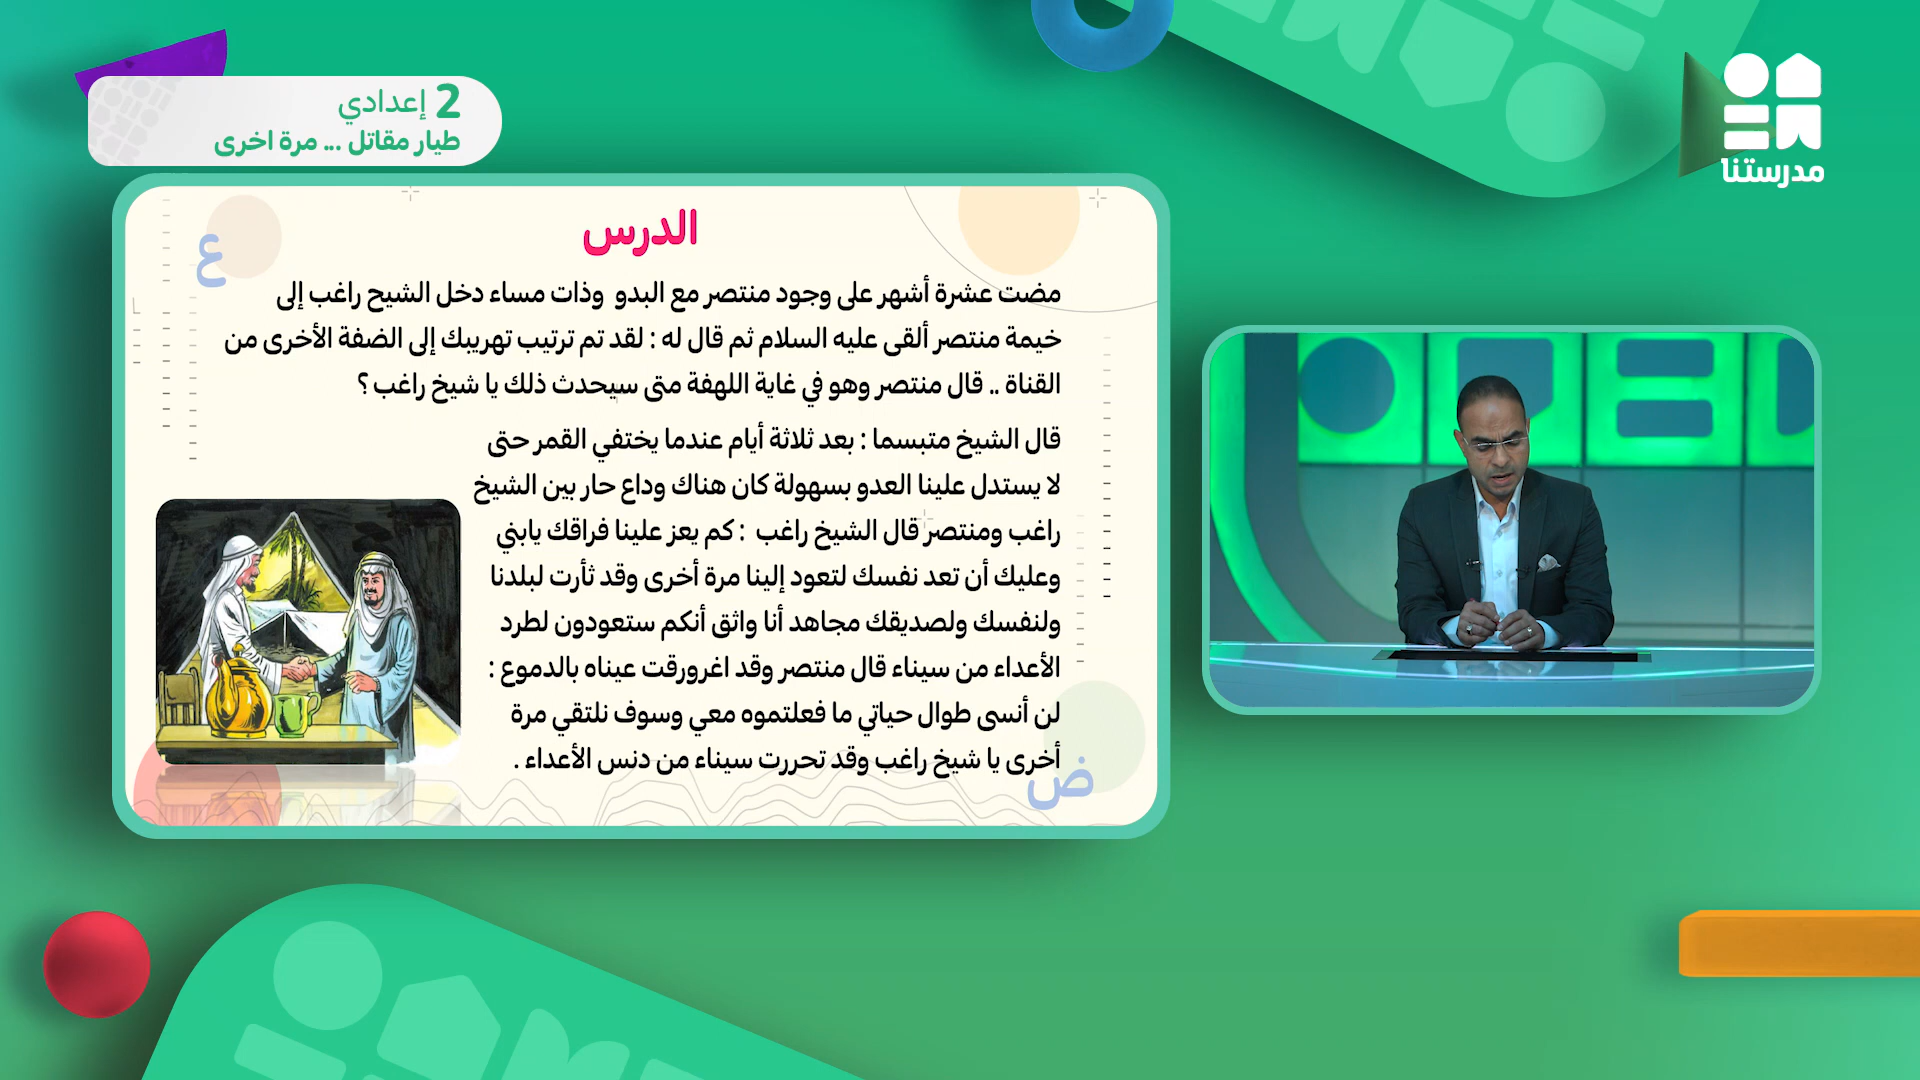 2 إعدادي
طيار مقاتل ... مرة اخرى
مدرستنا
الدرس
ع
مضت عشرة أشهر على وجود منتصر مع البدو وذات مساء دخل الشيح راغب إلى
خيمة منتصر ألقى عليه السلام ثم قال له : لقد تم ترتيب تهريبك إلى الضفة الأخرى من
القناة .. قال منتصر وهو في غاية اللهفة متى سيحدث ذلك يا شيخ راغب ؟
قال الشيخ متبسما : بعد ثلاثة أيام عندما يختفي القمر حتى
لا يستدل علينا العدو بسهولة كان هناك وداع حار بين الشيخ
راغب ومنتصر قال الشيخ راغب : كم يعز علينا فراقك يابني
وعليك أن تعد نفسك لتعود إلينا مرة أخرى وقد ثأرت لبلدنا
ولنفسك ولصديقك مجاهد أنا واثق أنكم ستعودون لطرد
الأعداء من سيناء قال منتصر وقد اغرورقت عيناه بالدموع :
لن أنسى طوال حياتي ما فعلتموه معي وسوف نلتقي مرة
أخرى يا شيخ راغب وقد تحررت سيناء من دنس الأعداء .
ض